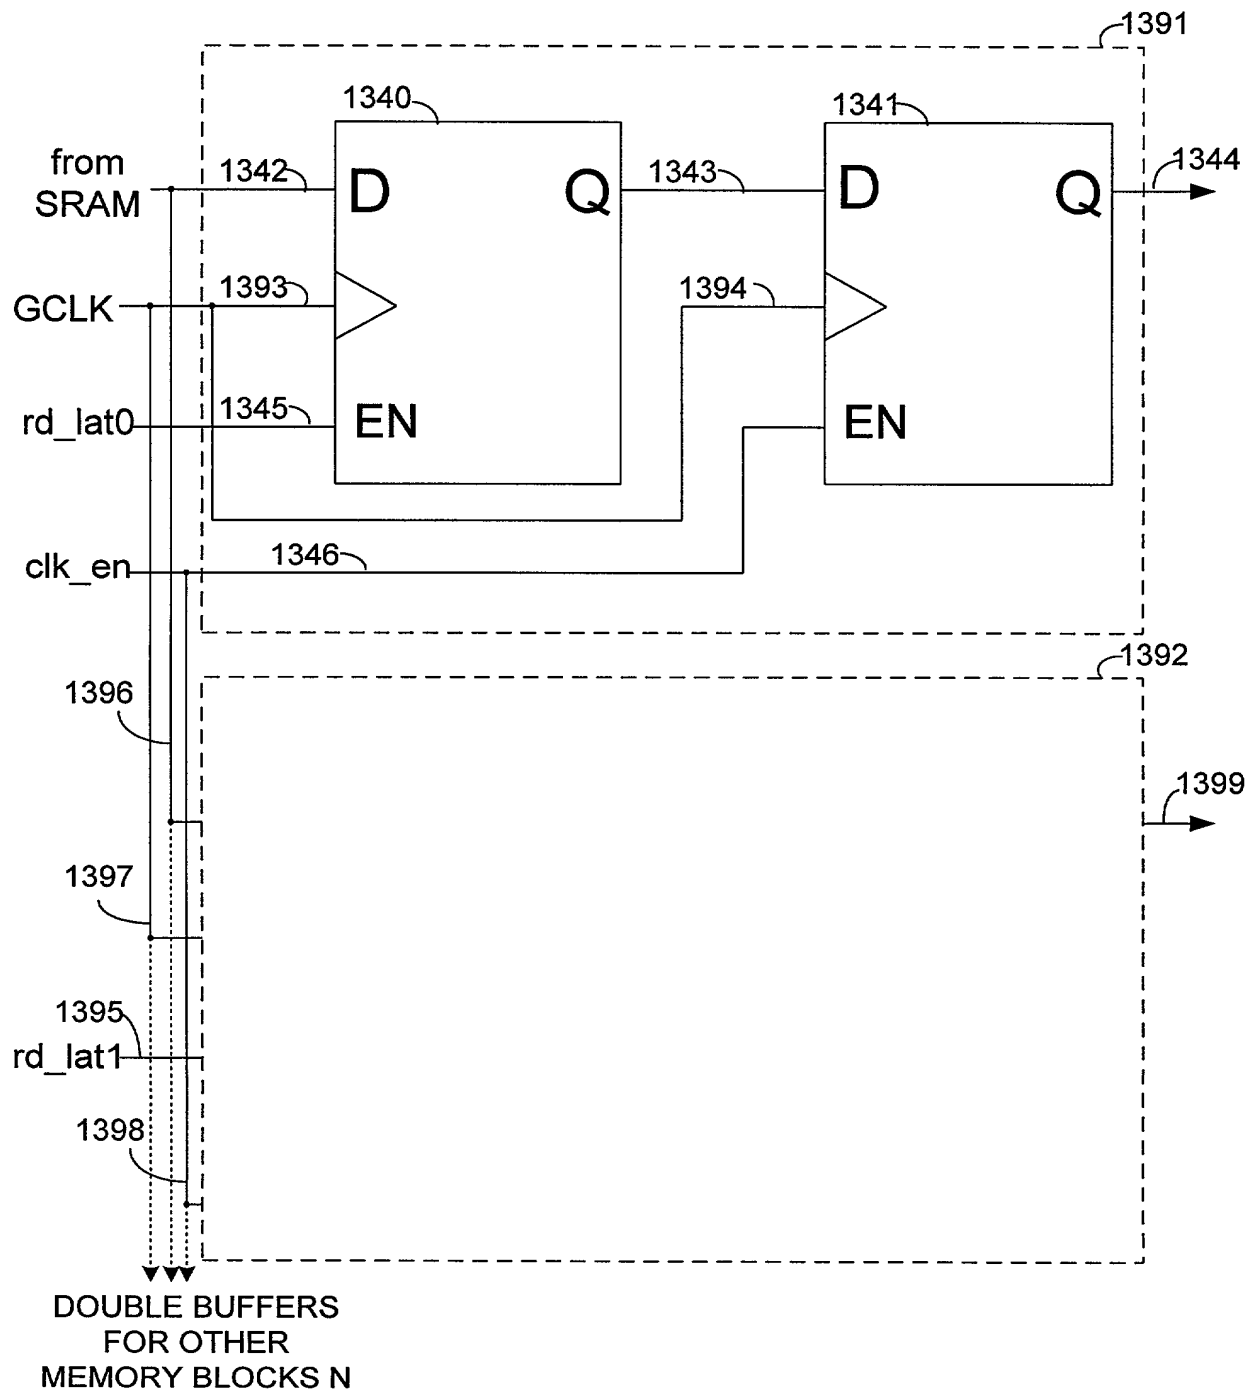 1391
1340
1341
from
SRAM
1342
D
Q
1343
D
Q
1344
GCLK
1393
1394
rd_lat0
1345
EN
EN
clk_en
1346
1392
1396
1399
1397
1395
rd_lat1
1398
DOUBLE BUFFERS
FOR OTHER
MEMORY BLOCKS N